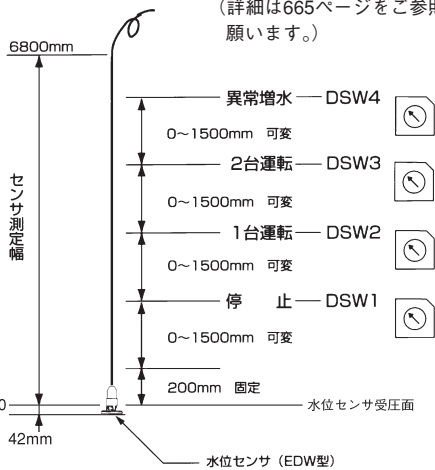 (詳細は665ページをご参照
願います。)
6800mm
異常増水 DSW4
0〜1500mm 可変
2台運転 DSW3
0〜1500mm 可変
センサ測定幅
1台運転 DSW2
0〜1500mm 可変
停 止 DSW1
0〜1500mm 可変
200mm 固定
0
水位センサ受圧面
42mm
水位センサ(EDW型)